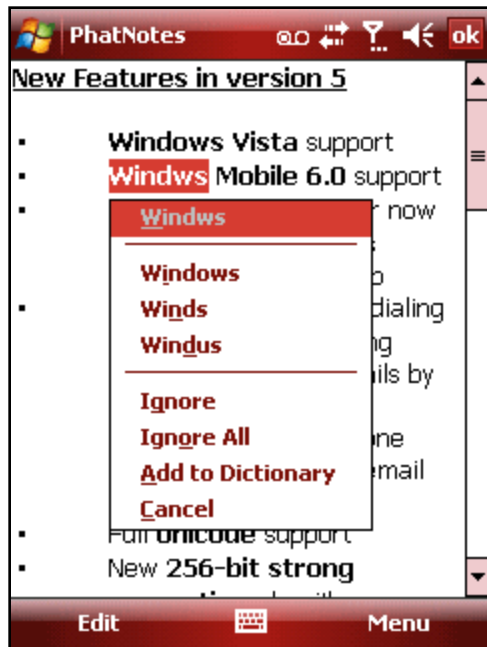 PhatNotes ok
New Features in version 5
▪ Windows Vista support
▪ Windws Mobile 6.0 support
▪ now
Windws
Windows
Winds
dialing
Windus
ils by
Ignore
Ignore All
Add to Dictionary email
Cancel
▪ Full Unicode support
▪ New 256-bit strong
Edit Menu